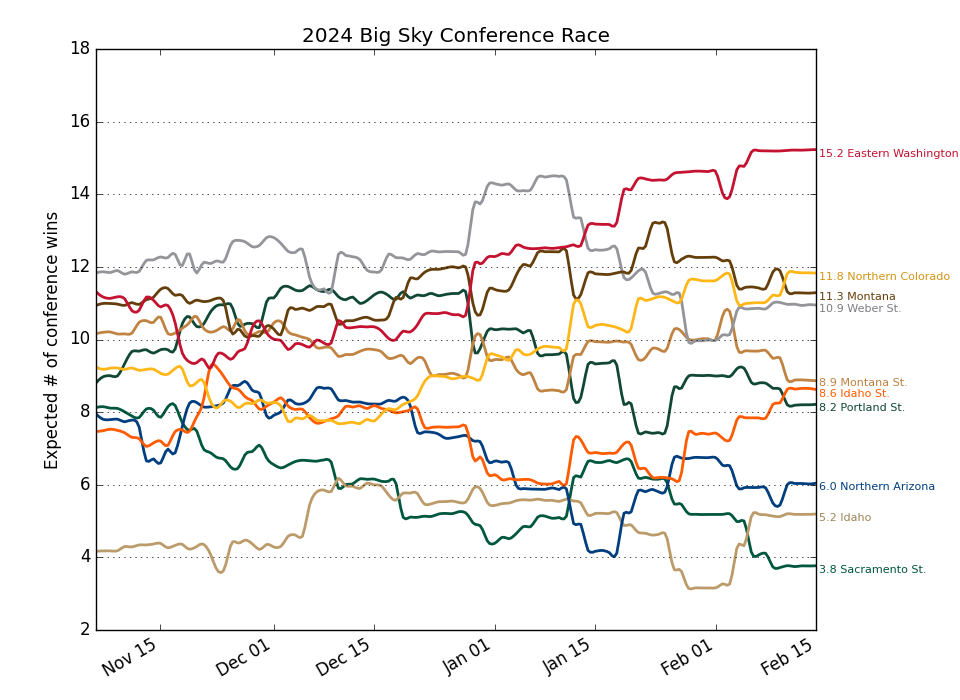 2024 Big Sky Conference Race
Expected # of conference wins
18
16
14
12
10
8
6
4
2
15.2 Eastern Washington
11.8 Northern Colorado
11.3 Montana
10.9 Weber St.
8.9 Montana St.
8.6 Idaho St.
8.2 Portland St.
6.0 Northern Arizona
5.2 Idaho
3.8 Sacramento St.
Nov 15
Dec 01
Dec 15
Jan 01
Jan 15
Feb 01
Feb 15